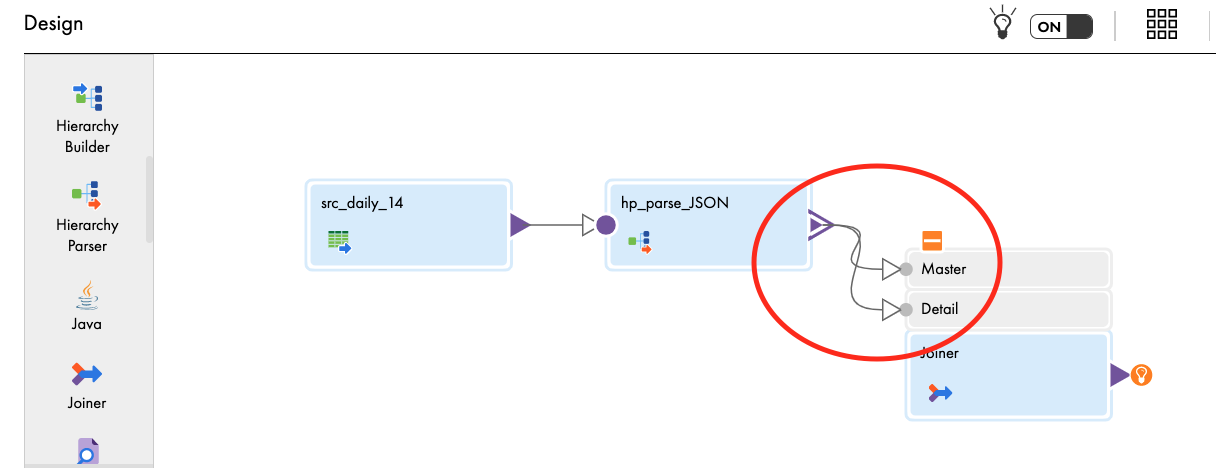 Design
ON
Hierarchy
Builder
Hierarchy
Parser
Java
Joiner
src_daily_14
hp_parse_JSON
Master
Detail
Joiner